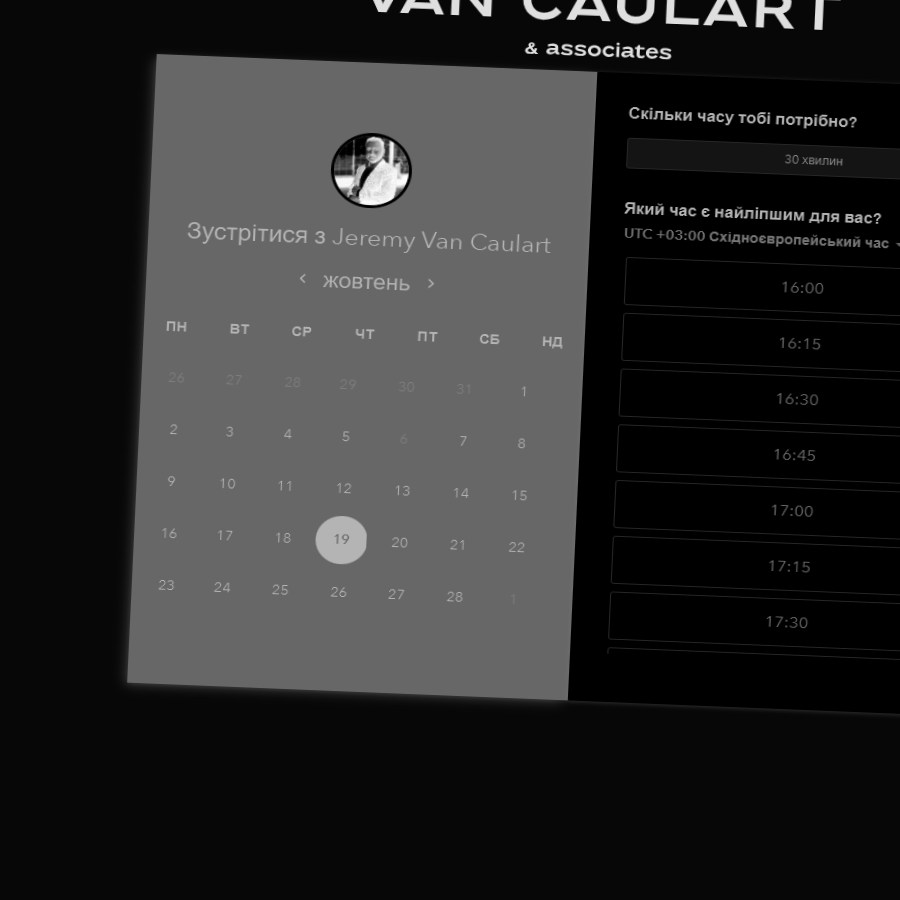 VAN CAULART
& associates
Зустрітися з Jeremy Van Caulart
жовтень
ПН ВТ СР ЧТ ПТ СБ НД
26 27 28 29 30 31 1
2 3 4 5 6 7 8
9 10 11 12 13 14 15
16 17 18 19 20 21 22
23 24 25 26 27 28 1
Скільки часу тобі потрібно?
30 хвилин
Який час є найліпшим для вас?
UTC +03:00 Східноєвропейський час
16:00
16:15
16:30
16:45
17:00
17:15
17:30